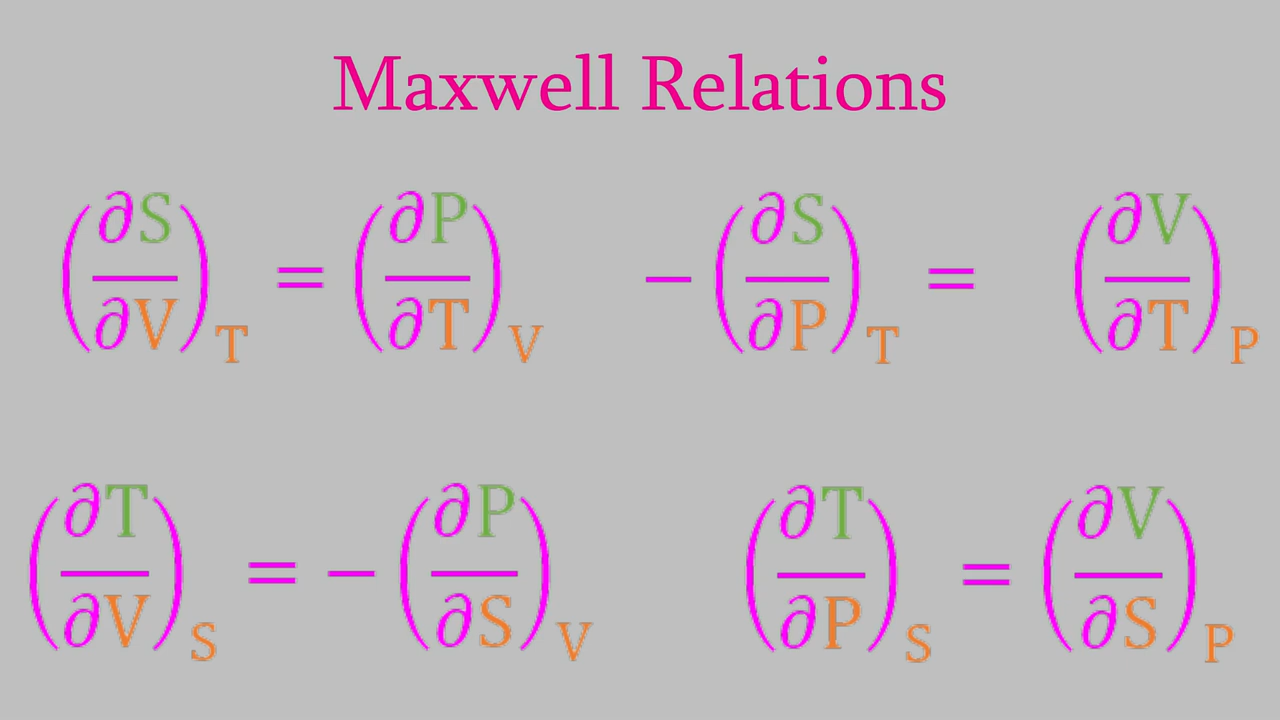 Maxwell Relations
(∂S/∂V)_T = (∂P/∂T)_V
−(∂S/∂P)_T = (∂V/∂T)_P
(∂T/∂V)_S = −(∂P/∂S)_V
(∂T/∂P)_S = (∂V/∂S)_P